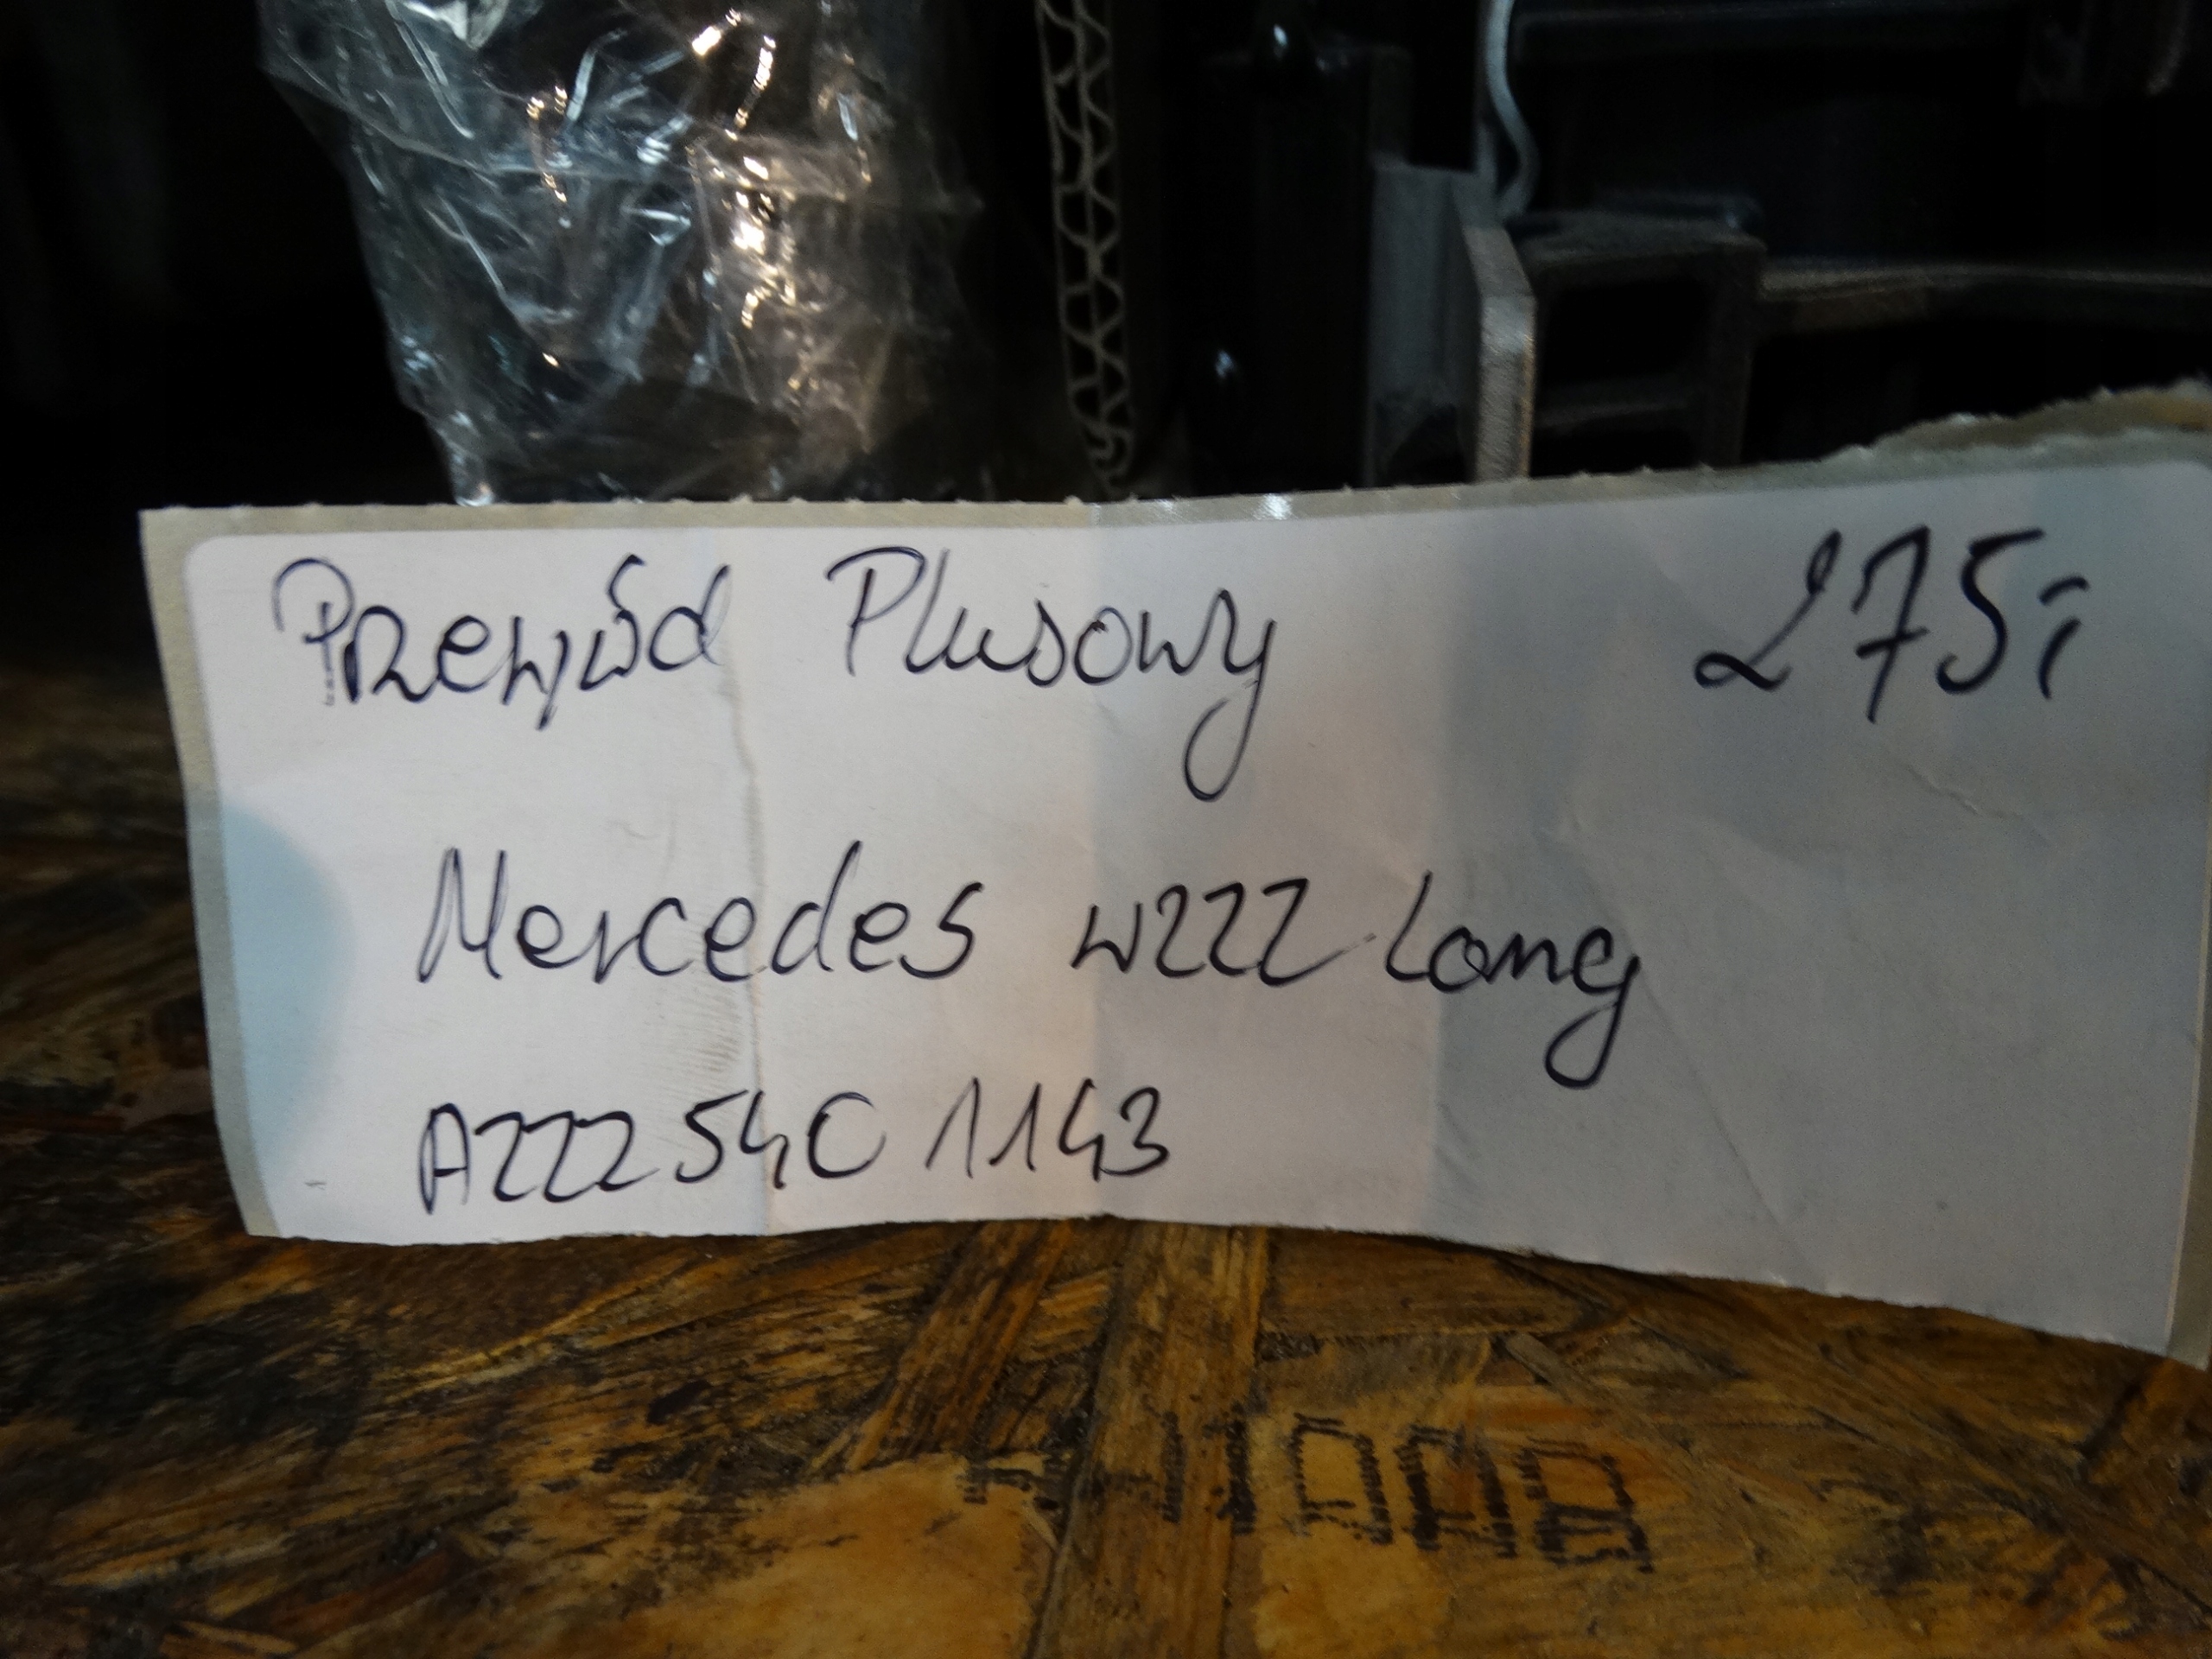 Przewód Plusowy 275i
Mercedes w222 Long
A222 540 1143